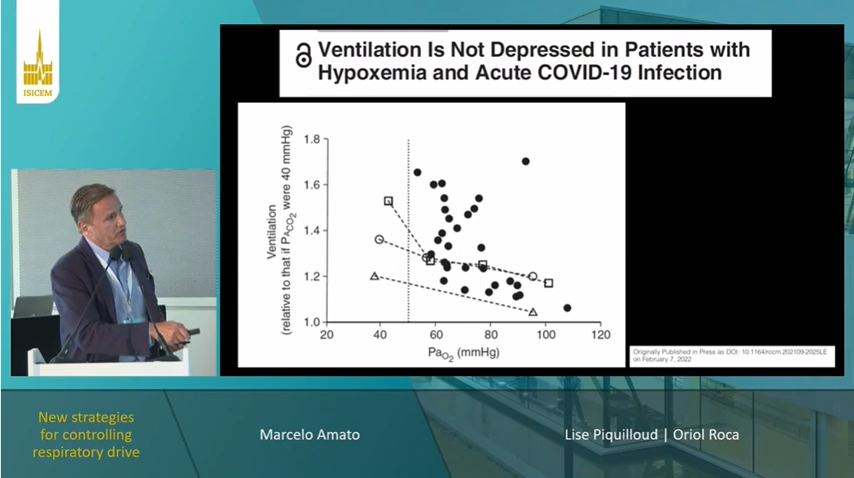 ISICEM
Ventilation Is Not Depressed in Patients with
Hypoxemia and Acute COVID-19 Infection
Ventilation
(relative to that if PACO2 were 40 mmHg)
1.8
1.6
1.4
1.2
1.0
20
40
60
80
100
120
PaO2 (mmHg)
Originally Published in Press as DOI: 10.1164/rccm.202109-2025LE
on February 7, 2022
New strategies
for controlling
respiratory drive
Marcelo Amato
Lise Piquilloud | Oriol Roca